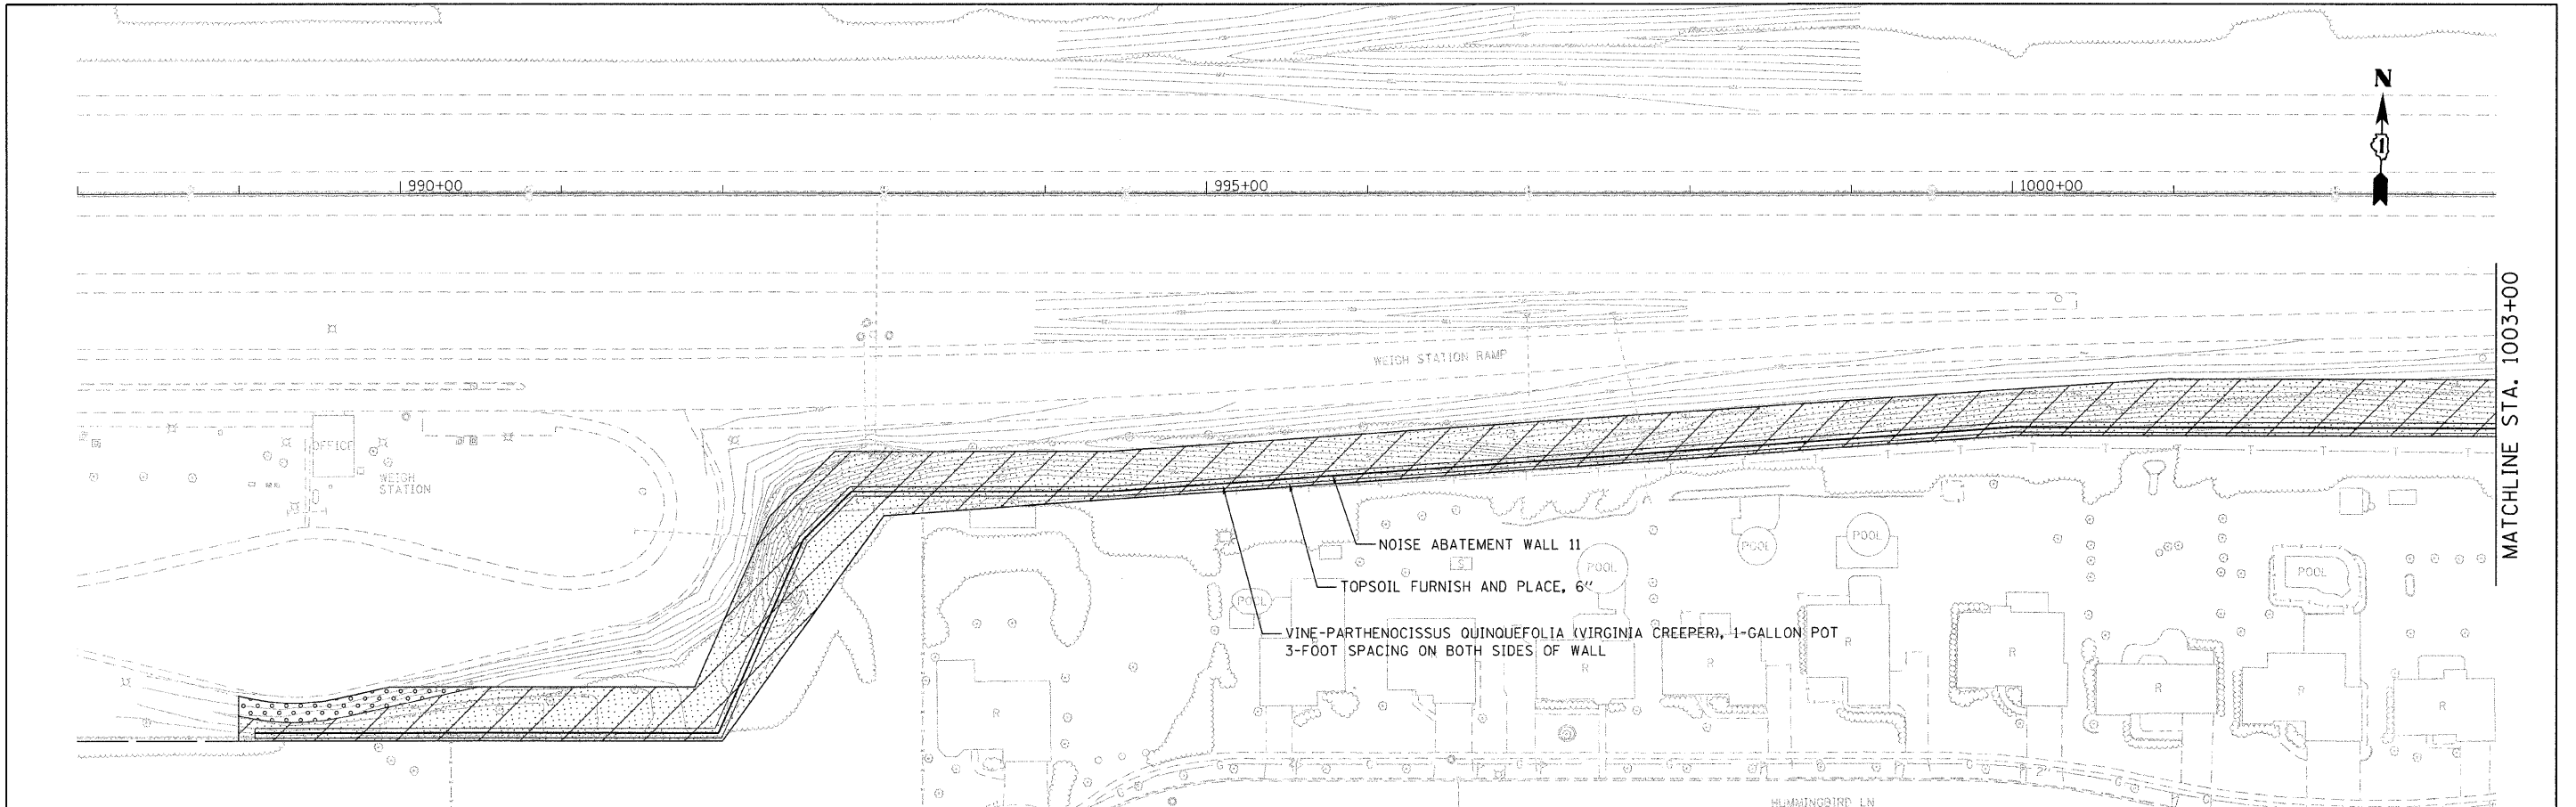 N
1
990+00
995+00
1000+00
MATCHLINE STA. 1003+00
WEIGH STATION RAMP
OFFICE
WEIGH
STATION
NOISE ABATEMENT WALL 11
TOPSOIL FURNISH AND PLACE, 6"
VINE-PARTHENOCISSUS QUINQUEFOLIA (VIRGINIA CREEPER), 1-GALLON POT
3-FOOT SPACING ON BOTH SIDES OF WALL
POOL
POOL
POOL
POOL
POOL
S
R
R
R
R
R
R
R
R
HUMMINGBIRD LN